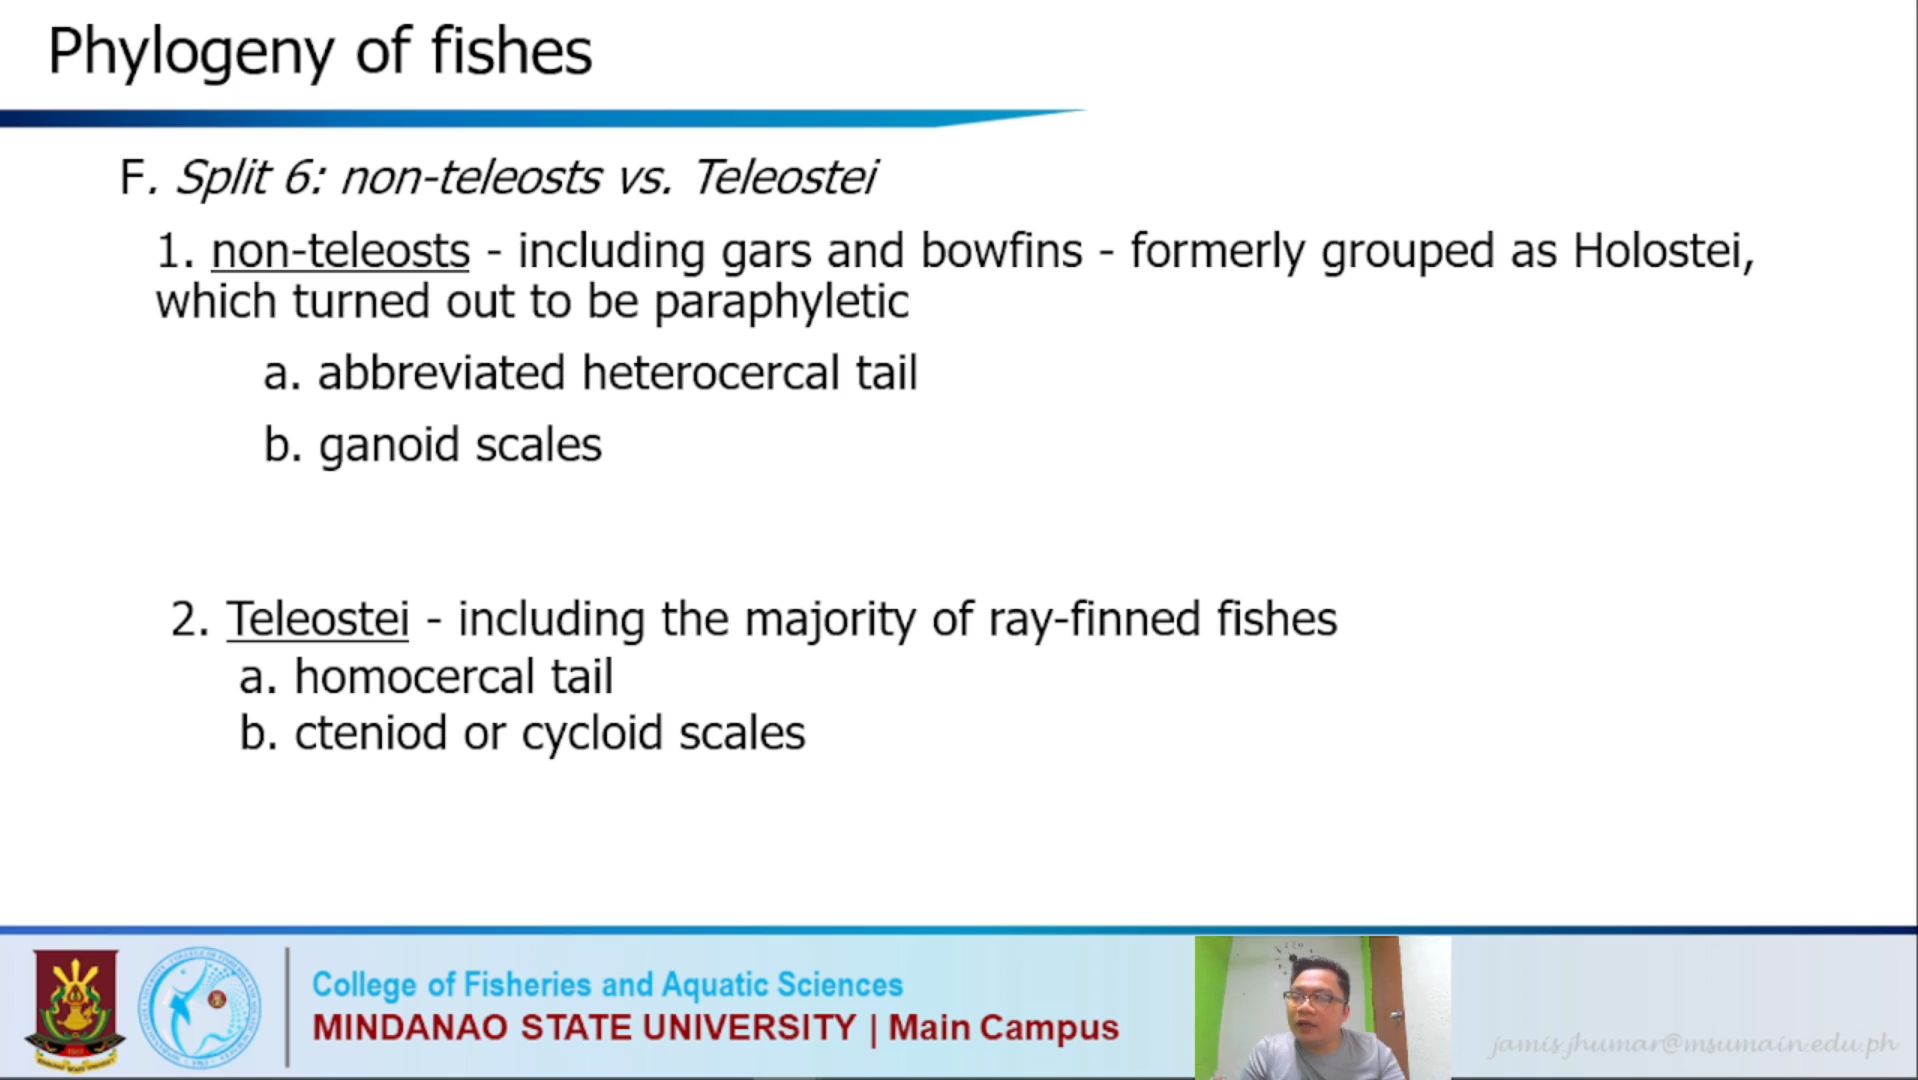 Phylogeny of fishes
F. Split 6: non-teleosts vs. Teleostei
1. non-teleosts - including gars and bowfins - formerly grouped as Holostei,
which turned out to be paraphyletic
a. abbreviated heterocercal tail
b. ganoid scales
2. Teleostei - including the majority of ray-finned fishes
a. homocercal tail
b. cteniod or cycloid scales
College of Fisheries and Aquatic Sciences
MINDANAO STATE UNIVERSITY | Main Campus
jamis.jhumar@msumain.edu.ph